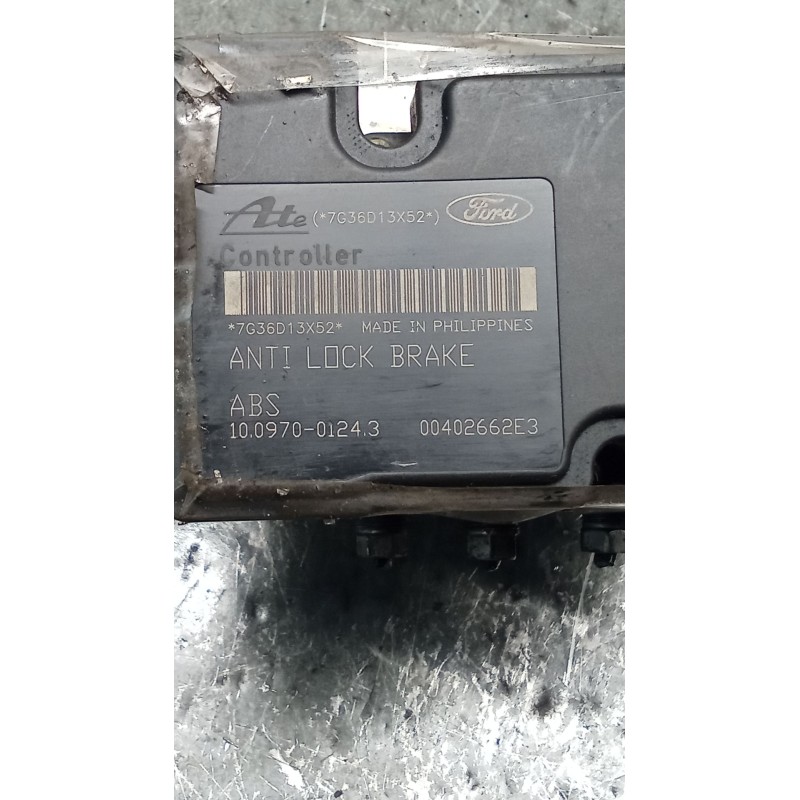 Ate (*7G36D13X52*) Ford
Controller
*7G36D13X52* MADE IN PHILIPPINES
ANTI LOCK BRAKE
ABS
10.0970-0124.3 00402662E3